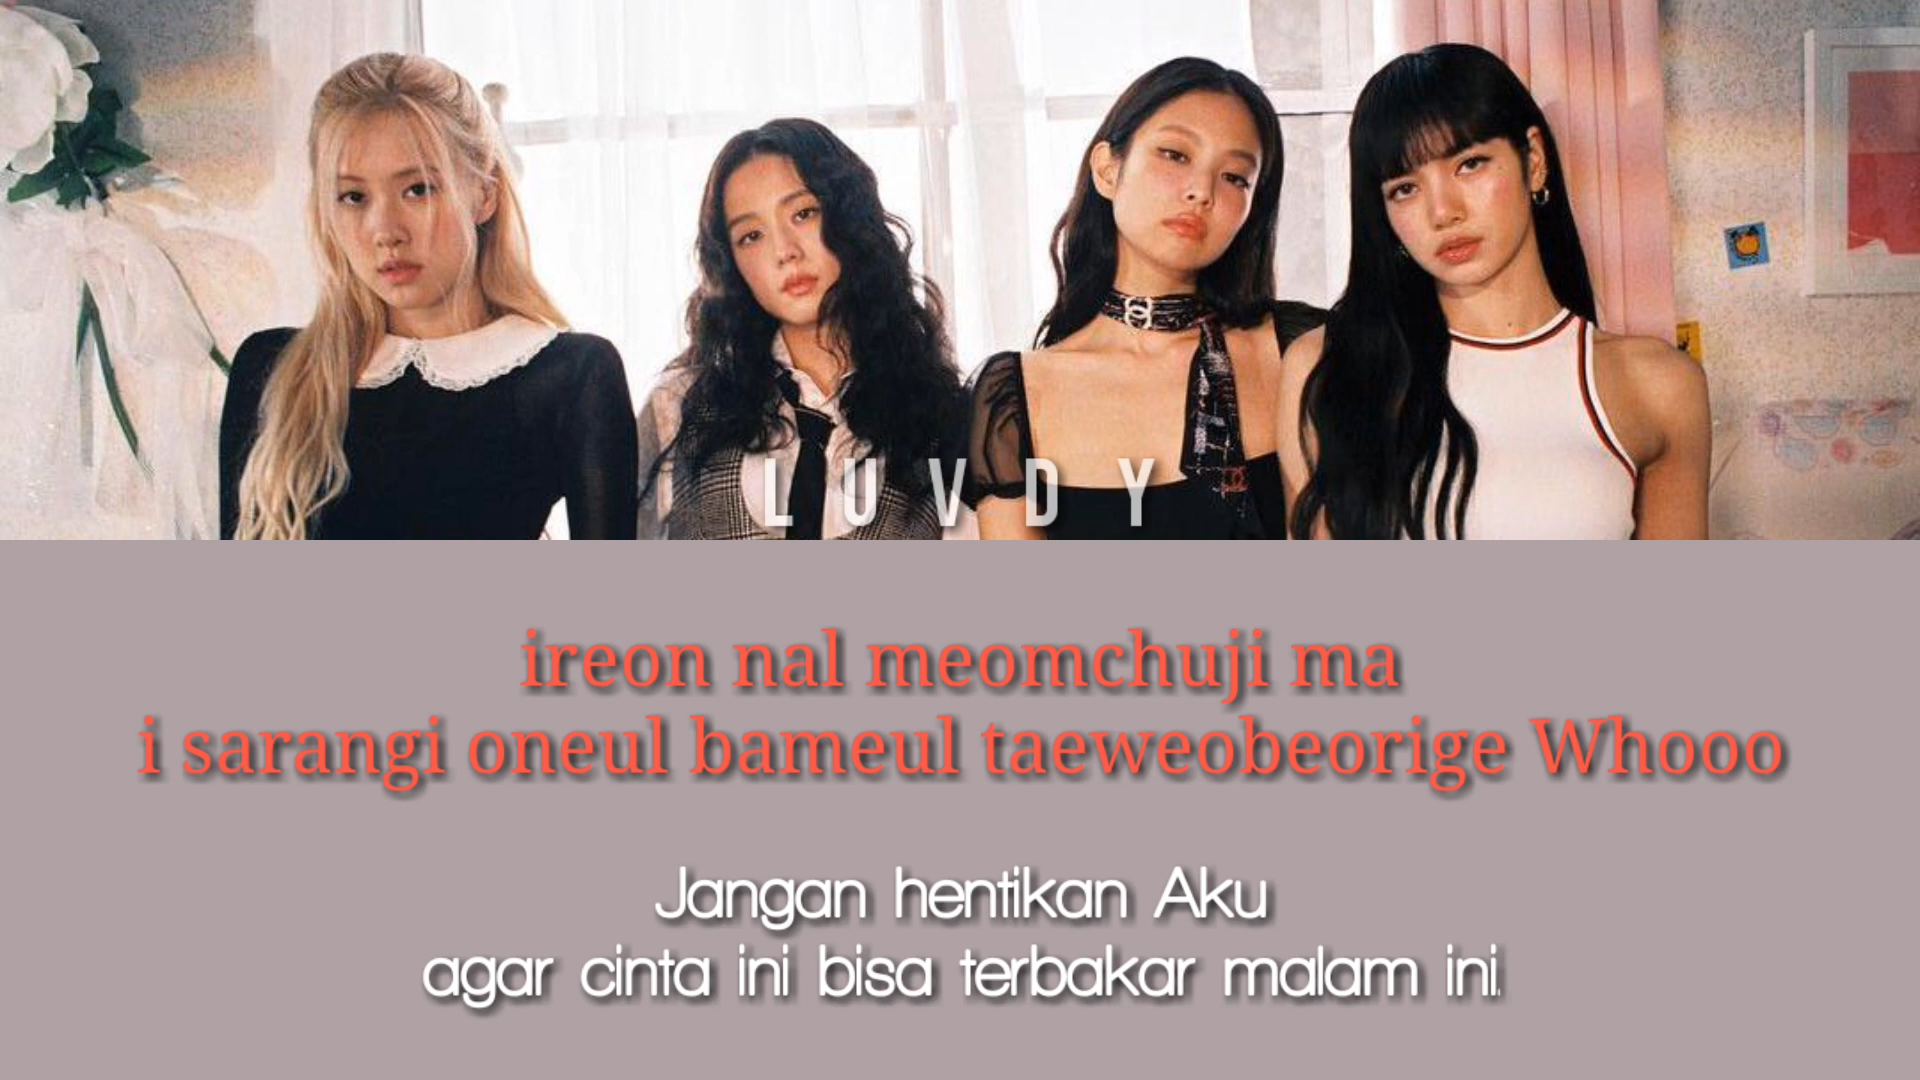 LUVDY
ireon nal meomchuji ma
i sarangi oneul bameul taeweobeorige Whooo
Jangan hentikan Aku
agar cinta ini bisa terbakar malam ini.